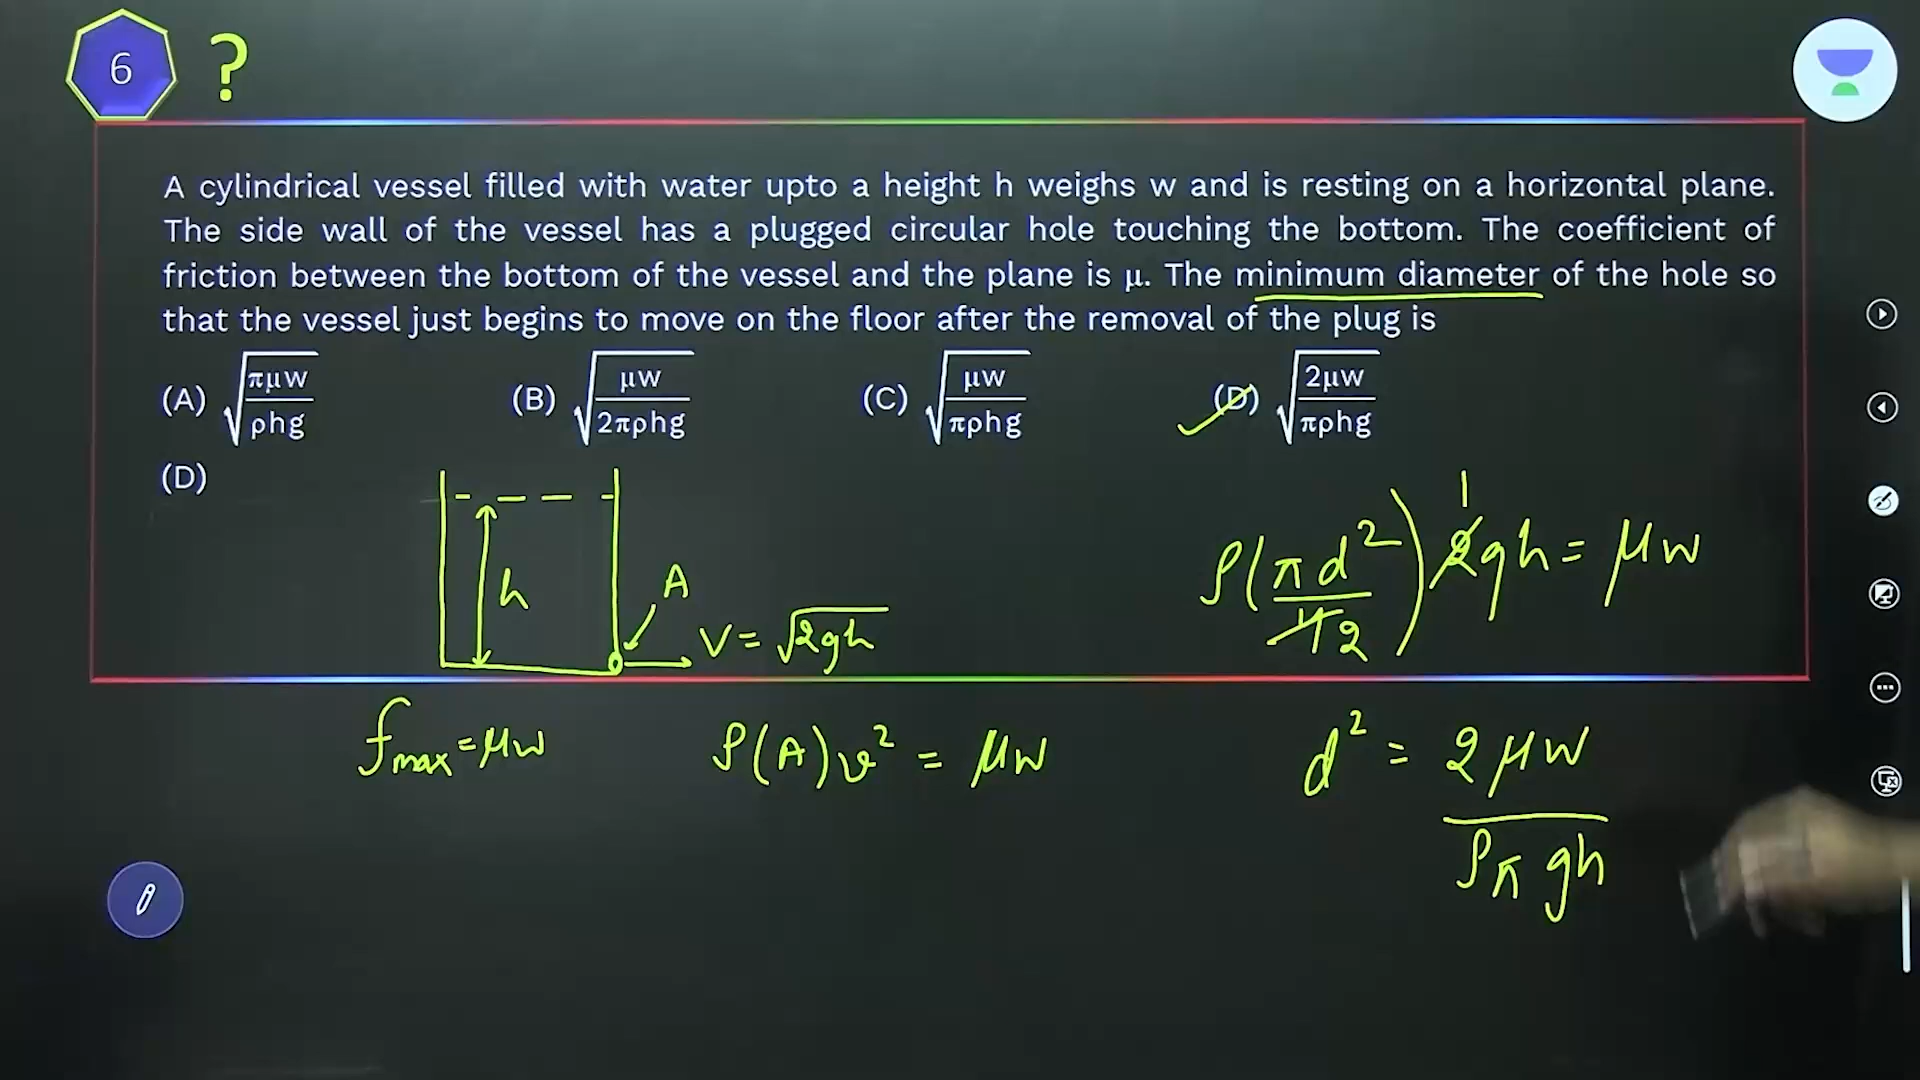 6 ?
A cylindrical vessel filled with water upto a height h weighs w and is resting on a horizontal plane.
The side wall of the vessel has a plugged circular hole touching the bottom. The coefficient of
friction between the bottom of the vessel and the plane is μ. The minimum diameter of the hole so
that the vessel just begins to move on the floor after the removal of the plug is
(A) √(πμw/ρhg) (B) √(μw/2πρhg) (C) √(μw/πρhg) (D) √(2μw/πρhg)
(D)
h
A
V = √2gh
ρ(πd²/4 2) 2 1 gh = μw
f max = μw
ρ(A)v² = μw
d² = 2μw/ρπgh